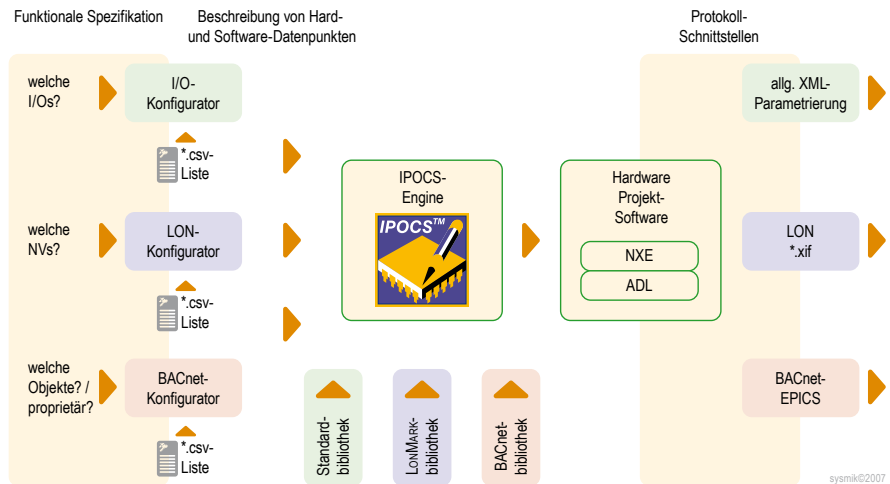 Funktionale Spezifikation
Beschreibung von Hard-
und Software-Datenpunkten
Protokoll-
Schnittstellen
welche
I/Os?
I/O-
Konfigurator
*.csv-
Liste
welche
NVs?
LON-
Konfigurator
*.csv-
Liste
welche
Objekte? /
proprietär?
BACnet-
Konfigurator
*.csv-
Liste
IPOCS-
Engine
IPOCS™
Standard-
bibliothek
LONMARK-
bibliothek
BACnet-
bibliothek
Hardware
Projekt-
Software
NXE
ADL
allg. XML-
Parametrierung
LON
*.xif
BACnet-
EPICS
sysmik©2007